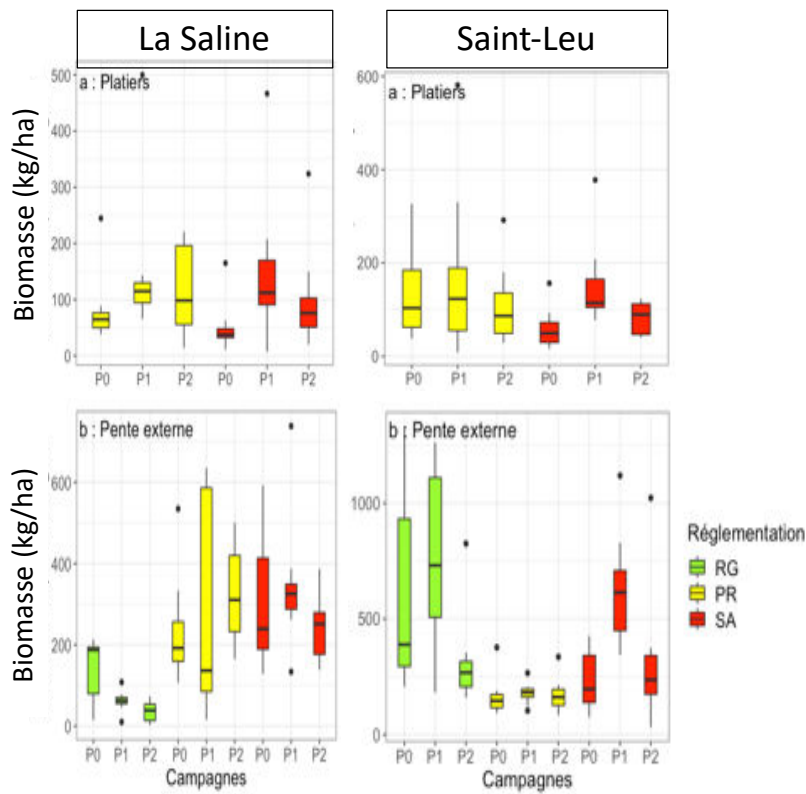 La Saline
Saint-Leu
Biomasse (kg/ha)
a : Platiers
500
400
300
200
100
0
P0 P1 P2 P0 P1 P2
a : Platiers
600
400
200
0
P0 P1 P2 P0 P1 P2
Biomasse (kg/ha)
b : Pente externe
600
400
200
0
P0 P1 P2 P0 P1 P2 P0 P1 P2
Campagnes
b : Pente externe
1000
500
0
P0 P1 P2 P0 P1 P2 P0 P1 P2
Campagnes
Réglementation
RG
PR
SA